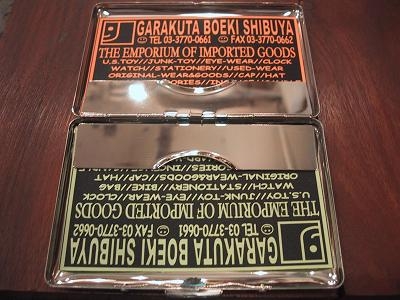 GARAKUTA BOEKI SHIBUYA
TEL 03-3770-0661 FAX 03-3770-0662
THE EMPORIUM OF IMPORTED GOODS
U.S.TOY//JUNK-TOY//EYE-WEAR//CLOCK
WATCH//STATIONERY//USED-WEAR
ORIGINAL-WEAR&GOODS//CAP//HAT
GARAKUTA BOEKI SHIBUYA
TEL 03-3770-0661 FAX 03-3770-0662
THE EMPORIUM OF IMPORTED GOODS
U.S.TOY//JUNK-TOY//EYE-WEAR//CLOCK
WATCH//STATIONERY//BIKE//BAG
ORIGINAL-WEAR&GOODS//CAP//HAT